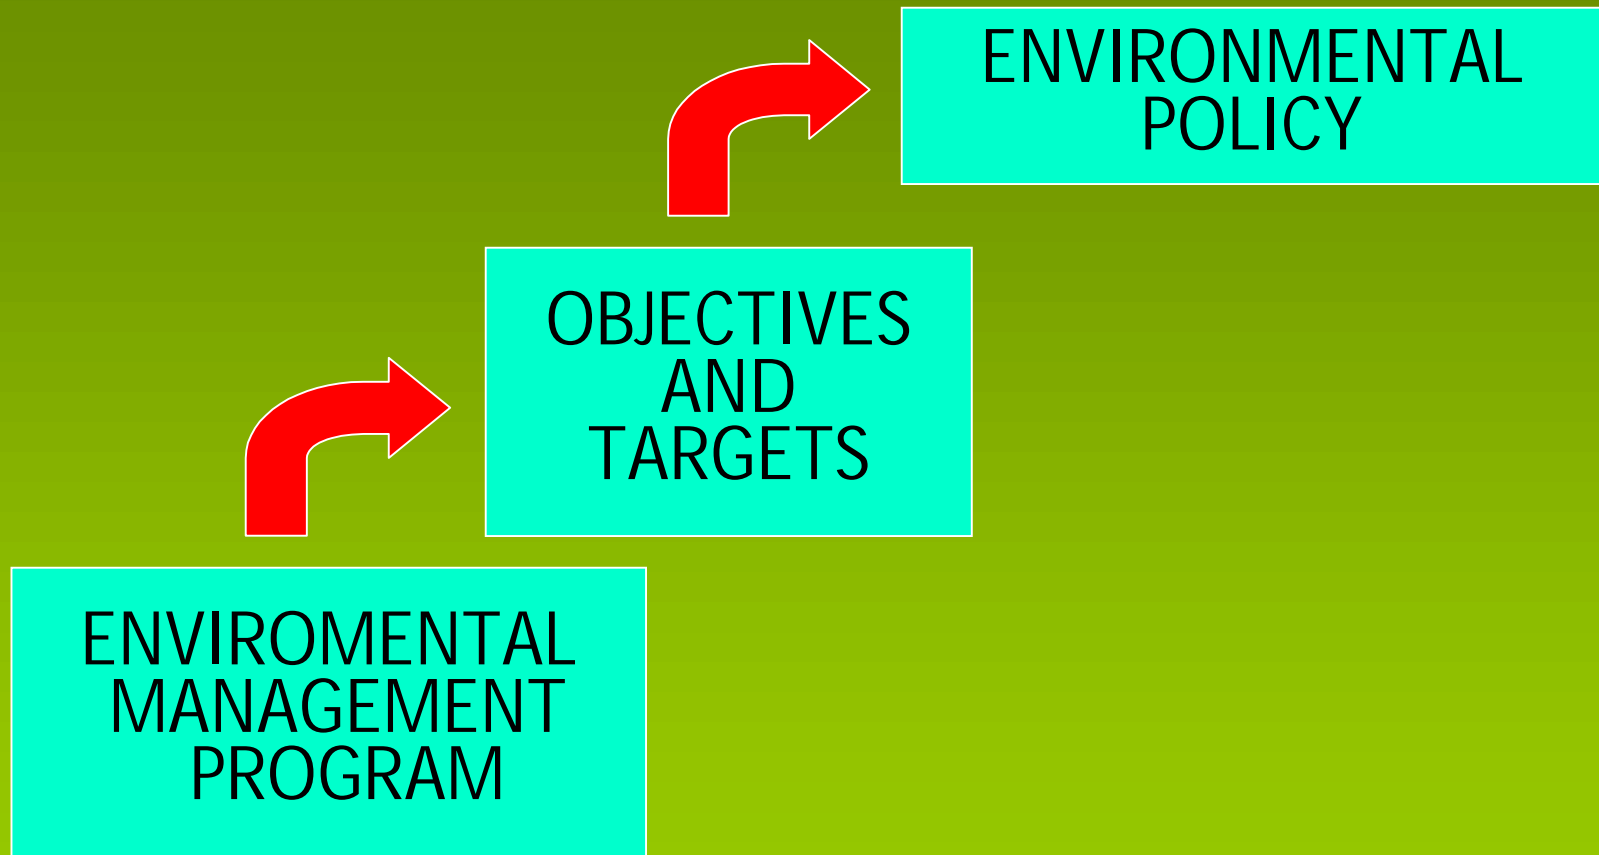 ENVIRONMENTAL
POLICY
OBJECTIVES
AND
TARGETS
ENVIROMENTAL
MANAGEMENT
PROGRAM